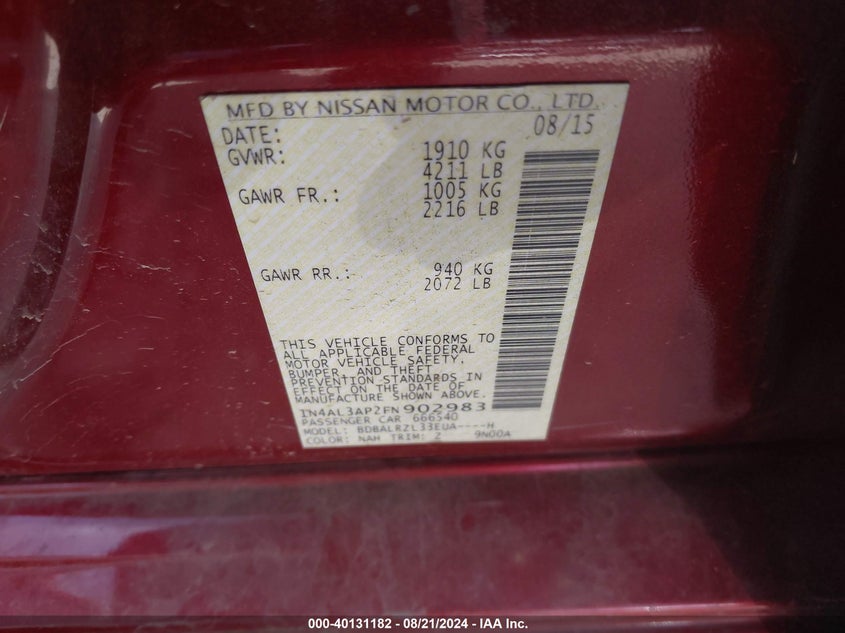 MFD BY NISSAN MOTOR CO., LTD.
DATE: 08/15
GVWR: 1910 KG
4211 LB
GAWR FR.: 1005 KG
2216 LB
GAWR RR.: 940 KG
2072 LB
THIS VEHICLE CONFORMS TO
ALL APPLICABLE FEDERAL
MOTOR VEHICLE SAFETY,
BUMPER, AND THEFT
PREVENTION STANDARDS IN
EFFECT ON THE DATE OF
MANUFACTURE SHOWN ABOVE.
1N4AL3AP2FN902983
PASSENGER CAR 666540
MODEL: BDBALRZL33EUA----H
COLOR: NAH TRIM: Z 9N00A
000-40131182 - 08/21/2024 - IAA Inc.